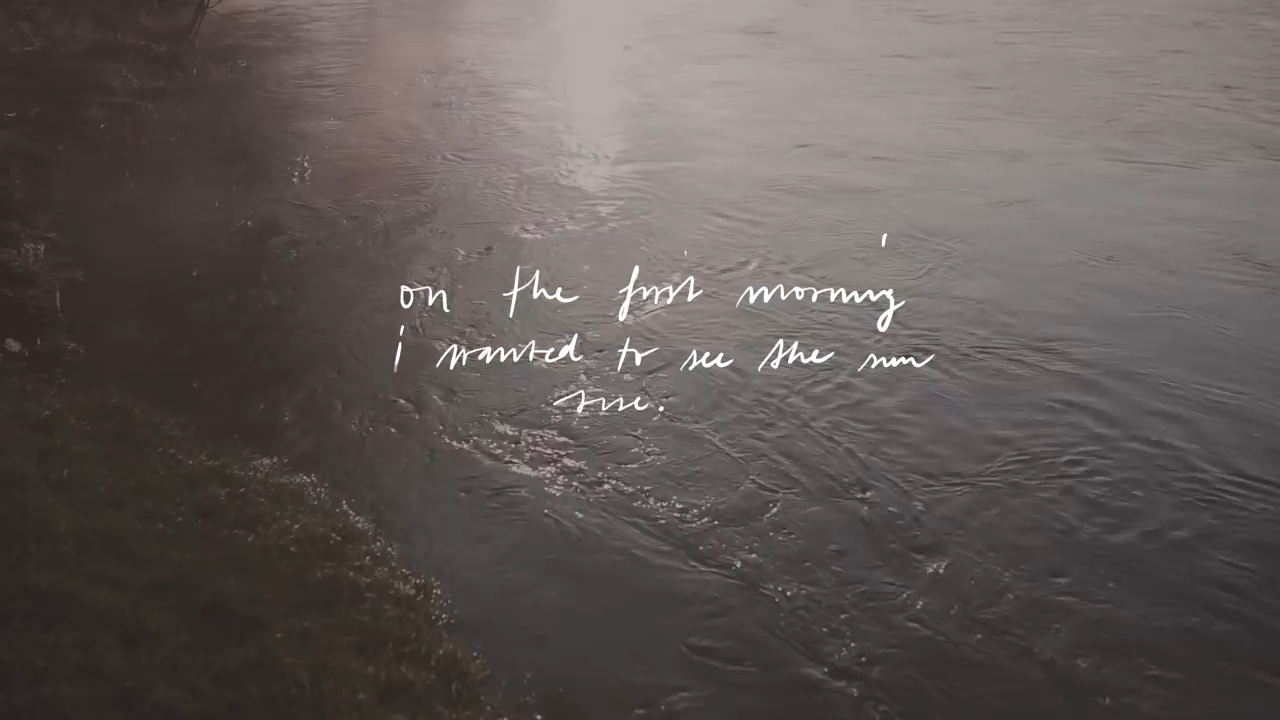 on the first morning
i wanted to see the sun
rise.